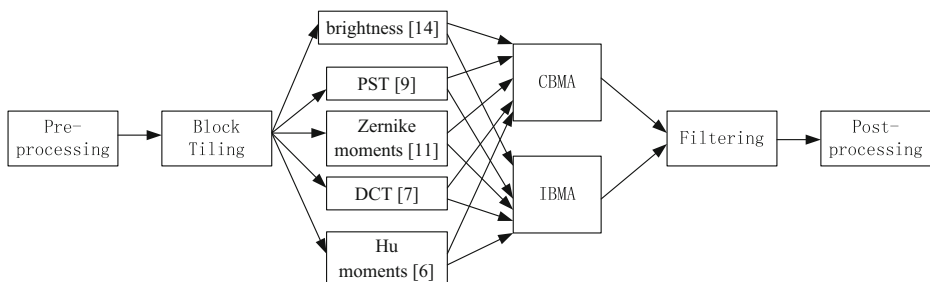 Pre-
processing
Block
Tiling
brightness [14]
PST [9]
Zernike
moments [11]
DCT [7]
Hu
moments [6]
CBMA
IBMA
Filtering
Post-
processing